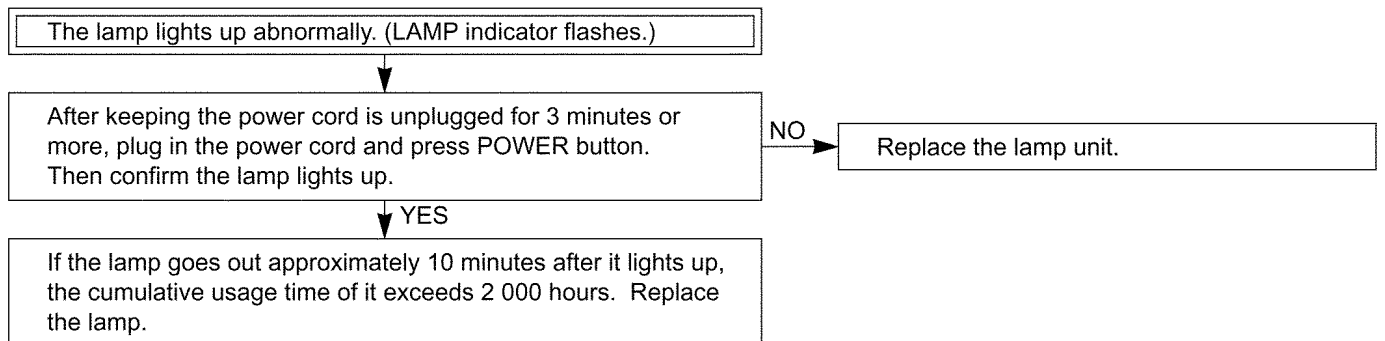 The lamp lights up abnormally. (LAMP indicator flashes.)
After keeping the power cord is unplugged for 3 minutes or
more, plug in the power cord and press POWER button.
Then confirm the lamp lights up.
NO
Replace the lamp unit.
YES
If the lamp goes out approximately 10 minutes after it lights up,
the cumulative usage time of it exceeds 2 000 hours. Replace
the lamp.